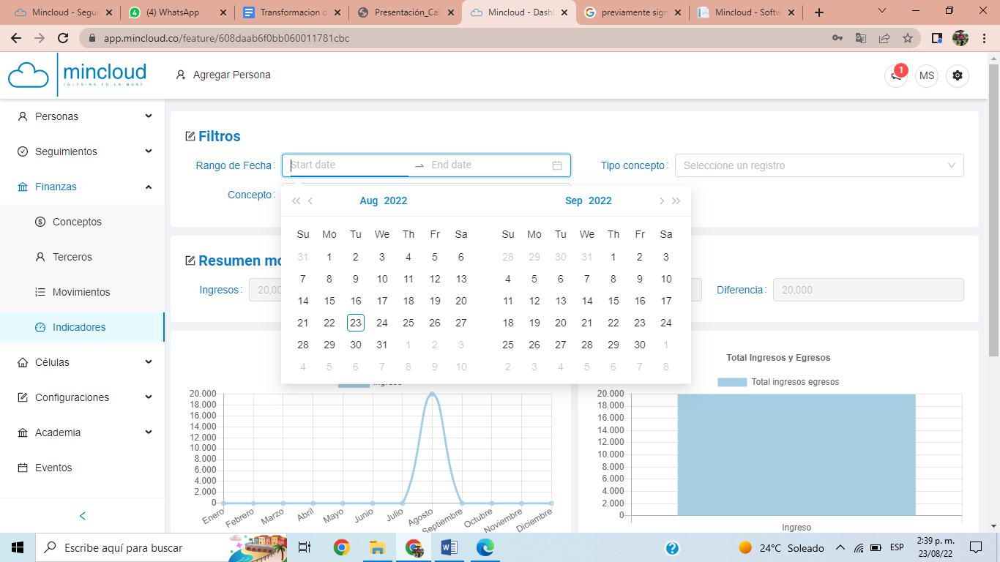 Mincloud - Segui
(4) WhatsApp
Transformacion d
Presentación_Cal
Mincloud - Dashb
previamente sign
Mincloud - Softw
app.mincloud.co/feature/608daab6f0bb060011781cbc
mincloud
IGLESIAS EN LA NUBE
Agregar Persona
1
MS
Personas
Seguimientos
Finanzas
Conceptos
Terceros
Movimientos
Indicadores
Células
Configuraciones
Academia
Eventos
Filtros
Rango de Fecha: Start date End date
Tipo concepto: Seleccione un registro
Concepto:
Aug 2022
Su Mo Tu We Th Fr Sa
31 1 2 3 4 5 6
7 8 9 10 11 12 13
14 15 16 17 18 19 20
21 22 23 24 25 26 27
28 29 30 31 1 2 3
4 5 6 7 8 9 10
Sep 2022
Su Mo Tu We Th Fr Sa
28 29 30 31 1 2 3
4 5 6 7 8 9 10
11 12 13 14 15 16 17
18 19 20 21 22 23 24
25 26 27 28 29 30 1
2 3 4 5 6 7 8
Resumen mo
Ingresos: 20,00
Diferencia: 20,000
20.000
18.000
16.000
14.000
12.000
10.000
8.000
6.000
4.000
2.000
0
Enero Febrero Marzo Abril Mayo Junio Julio Agosto Septiembre Octubre Noviembre Diciembre
Total Ingresos y Egresos
Total ingresos egresos
20.000
18.000
16.000
14.000
12.000
10.000
8.000
6.000
4.000
2.000
0
Ingreso
Escribe aquí para buscar
24°C Soleado
ESP
2:39 p. m.
23/08/22